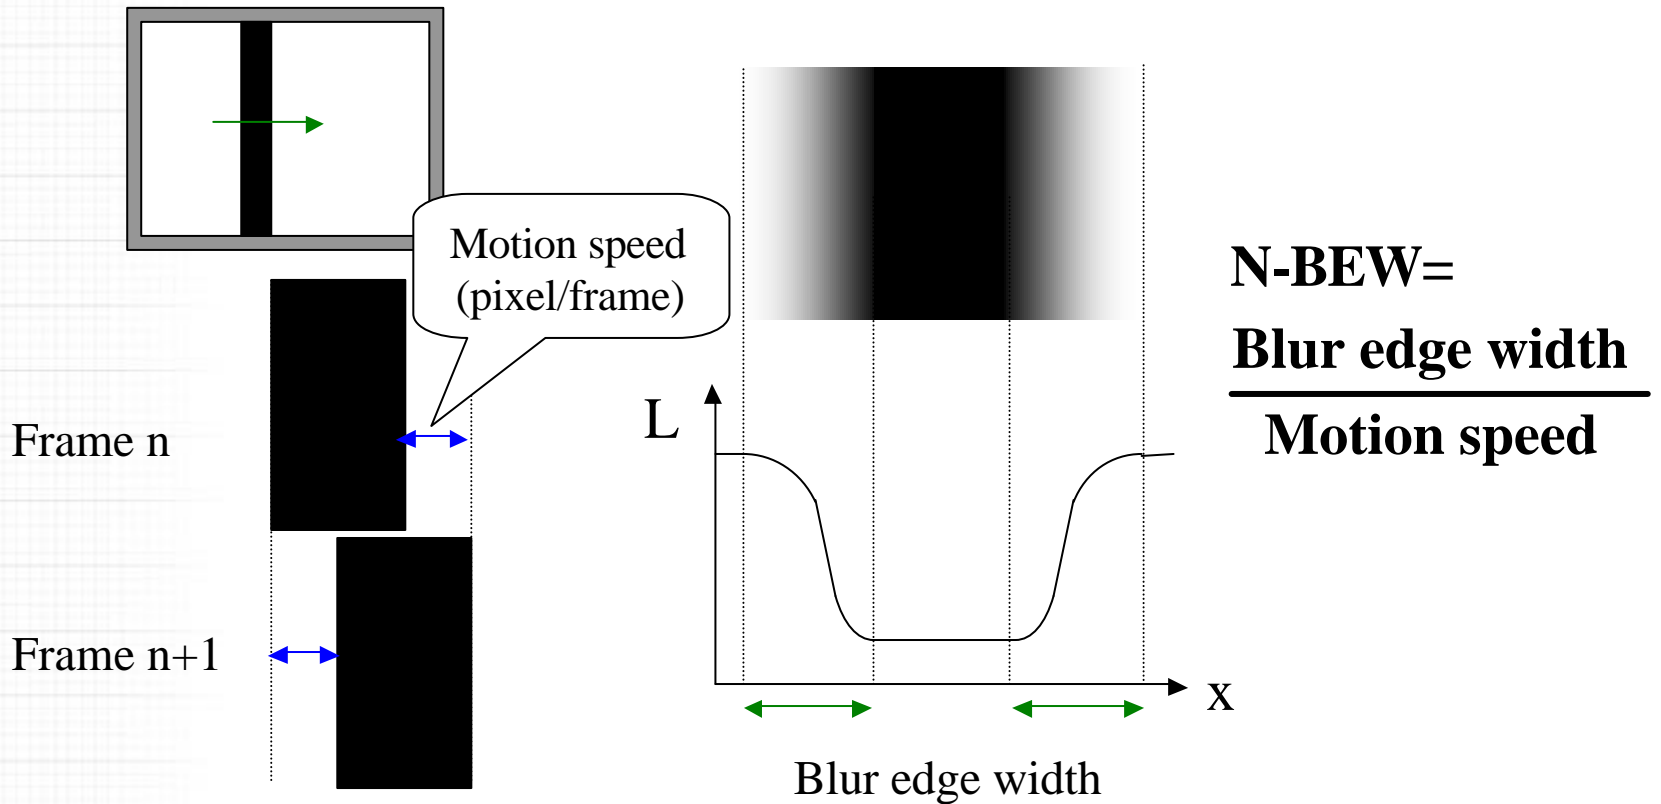 Motion speed
(pixel/frame)
Frame n
Frame n+1
L
x
Blur edge width
N-BEW=
Blur edge width
Motion speed